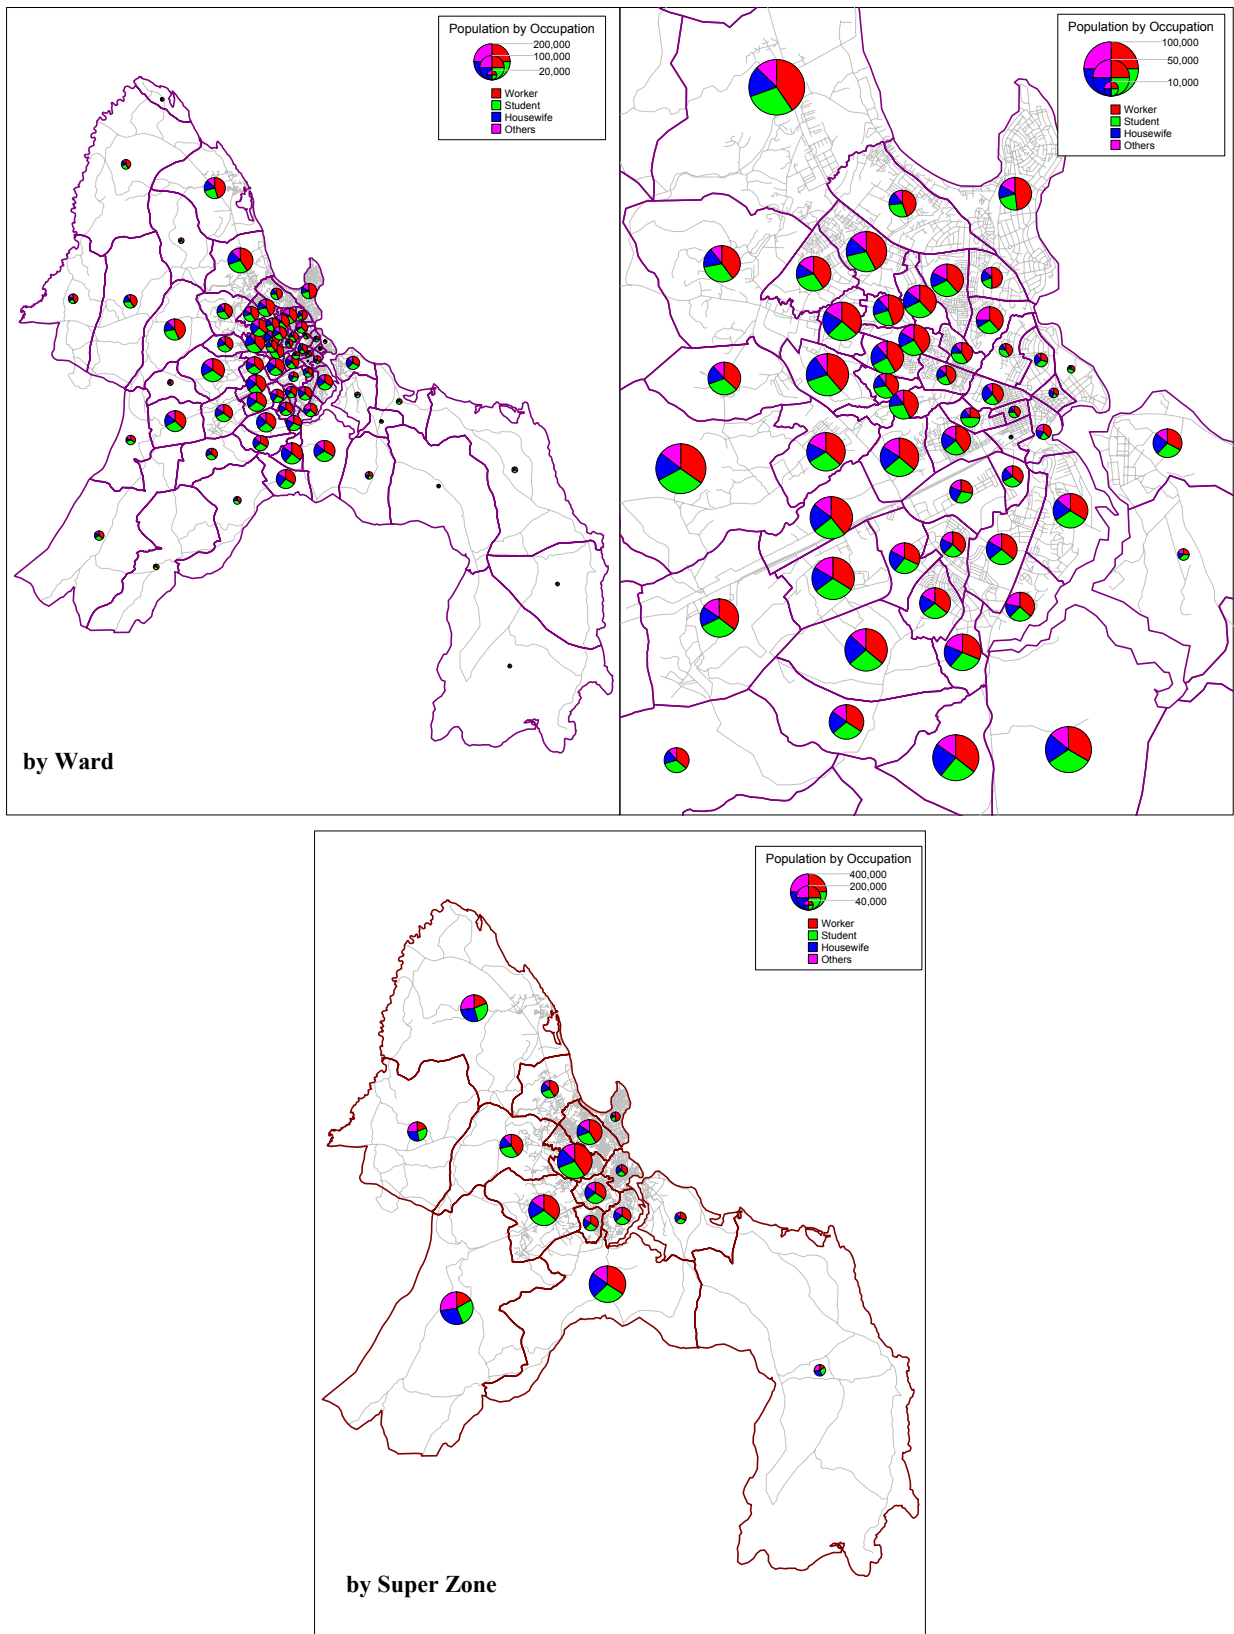 Population by Occupation
200,000
100,000
20,000
Worker
Student
Housewife
Others
by Ward
Population by Occupation
100,000
50,000
10,000
Worker
Student
Housewife
Others
Population by Occupation
400,000
200,000
40,000
Worker
Student
Housewife
Others
by Super Zone